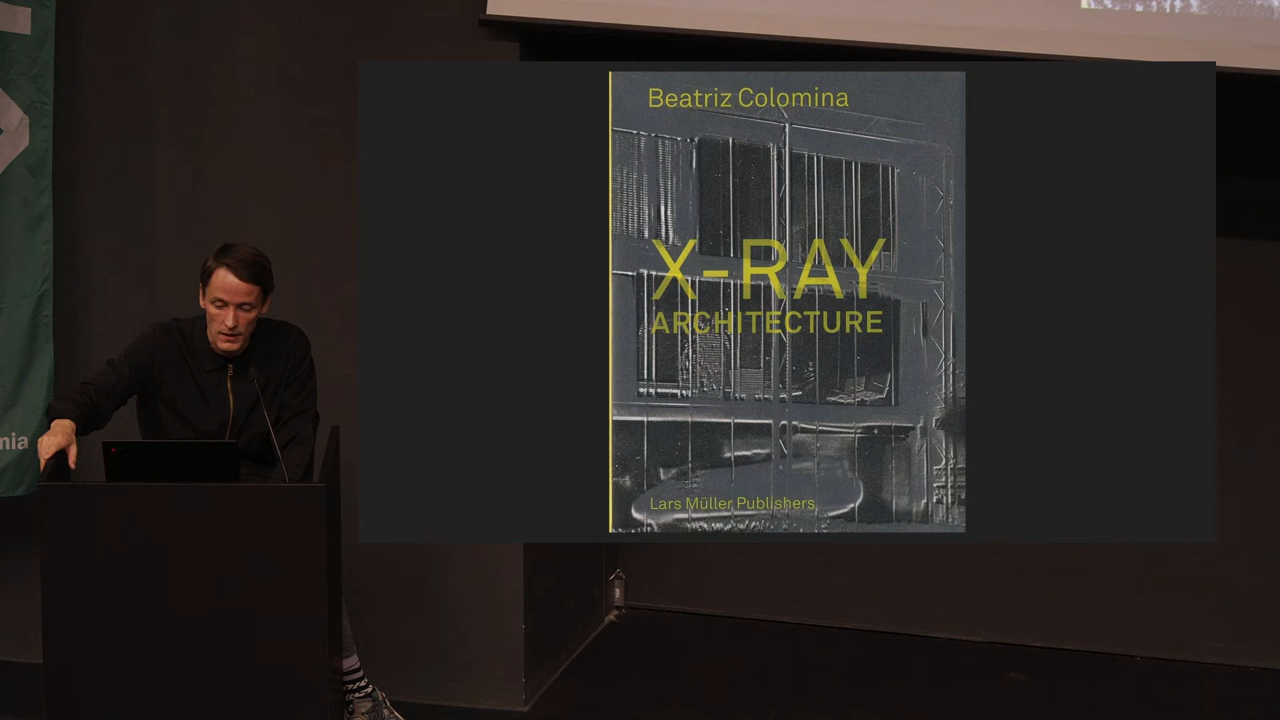 Beatriz Colomina
X-RAY
ARCHITECTURE
Lars Müller Publishers
mia